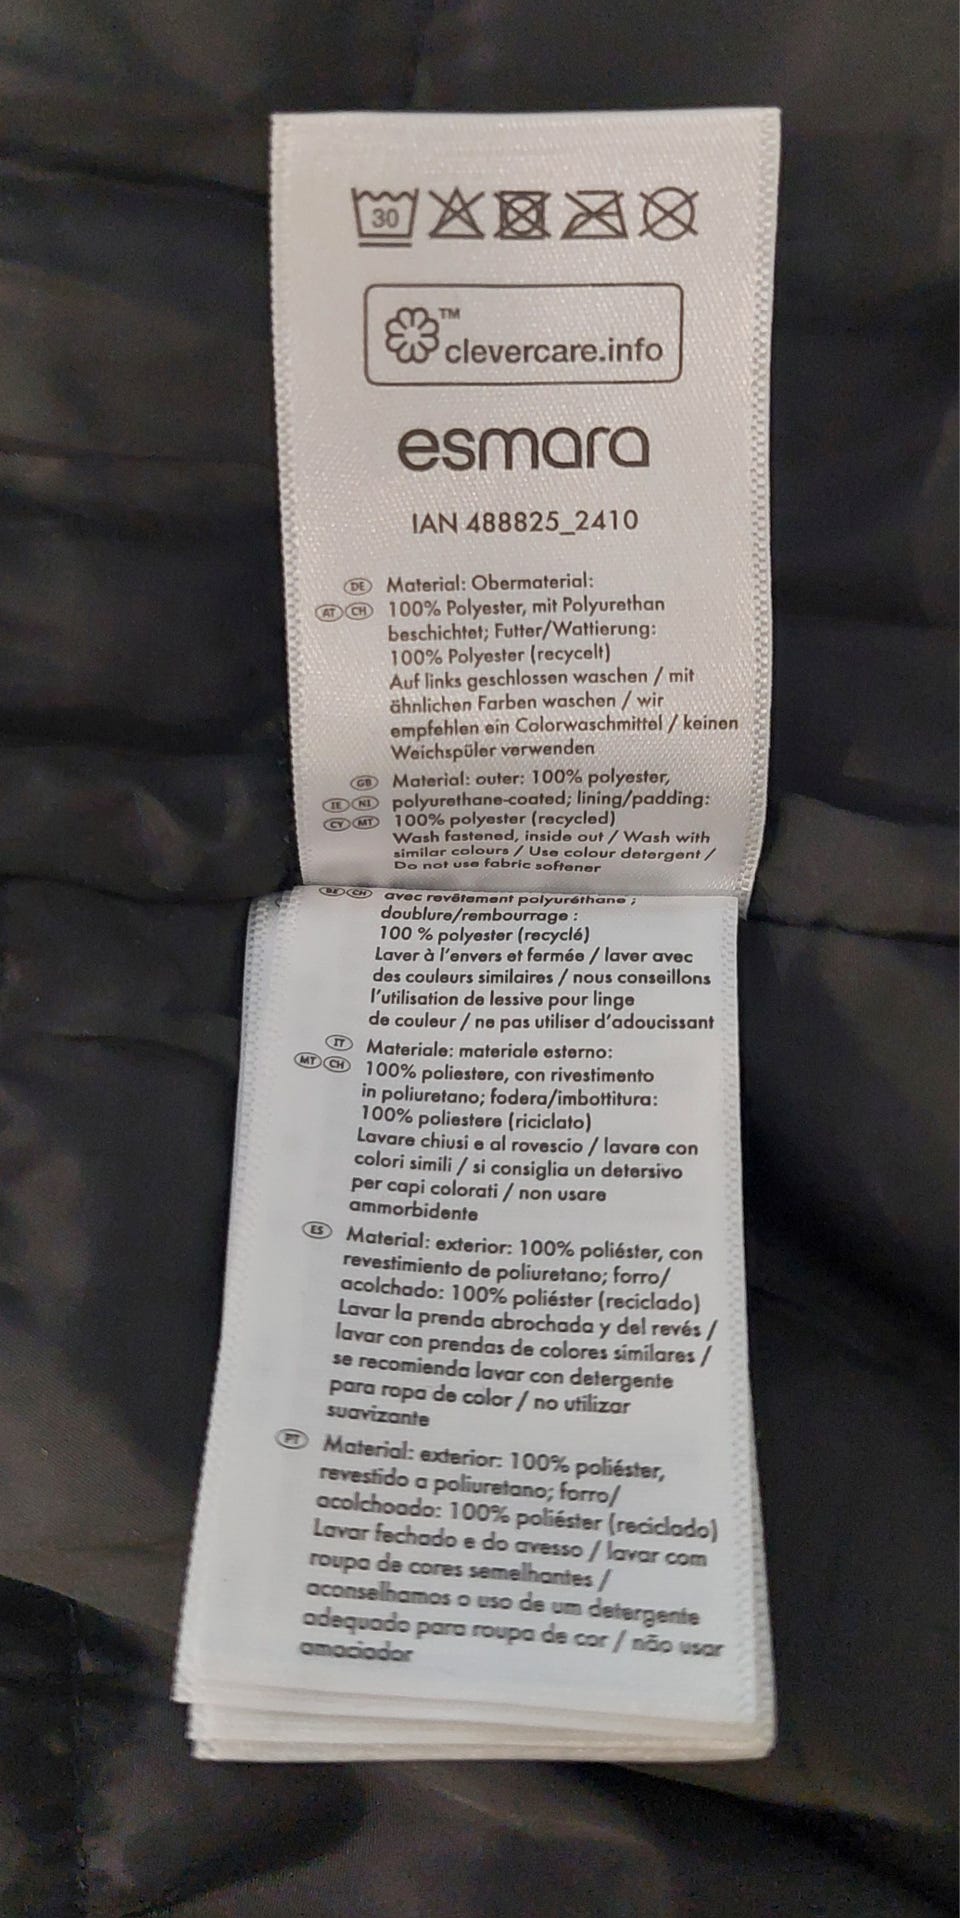 30
™
clevercare.info
esmara
IAN 488825_2410
DE Material: Obermaterial:
AT CH 100% Polyester, mit Polyurethan
beschichtet; Futter/Wattierung:
100% Polyester (recycelt)
Auf links geschlossen waschen / mit
ähnlichen Farben waschen / wir
empfehlen ein Colorwaschmittel / keinen
Weichspüler verwenden
GB Material: outer: 100% polyester,
IE NI polyurethane-coated; lining/padding:
CY MT 100% polyester (recycled)
Wash fastened, inside out / Wash with
similar colours / Use colour detergent /
Do not use fabric softener
BE CH avec revêtement polyuréthane ;
doublure/rembourrage :
100 % polyester (recyclé)
Laver à l'envers et fermée / laver avec
des couleurs similaires / nous conseillons
l'utilisation de lessive pour linge
de couleur / ne pas utiliser d'adoucissant
IT Materiale: materiale esterno:
MT CH 100% poliestere, con rivestimento
in poliuretano; fodera/imbottitura:
100% poliestere (riciclato)
Lavare chiusi e al rovescio / lavare con
colori simili / si consiglia un detersivo
per capi colorati / non usare
ammorbidente
ES Material: exterior: 100% poliéster, con
revestimiento de poliuretano; forro/
acolchado: 100% poliéster (reciclado)
Lavar la prenda abrochada y del revés /
lavar con prendas de colores similares /
se recomienda lavar con detergente
para ropa de color / no utilizar
suavizante
PT Material: exterior: 100% poliéster,
revestido a poliuretano; forro/
acolchoado: 100% poliéster (reciclado)
Lavar fechado e do avesso / lavar com
roupa de cores semelhantes /
aconselhamos o uso de um detergente
adequado para roupa de cor / não usar
amaciador